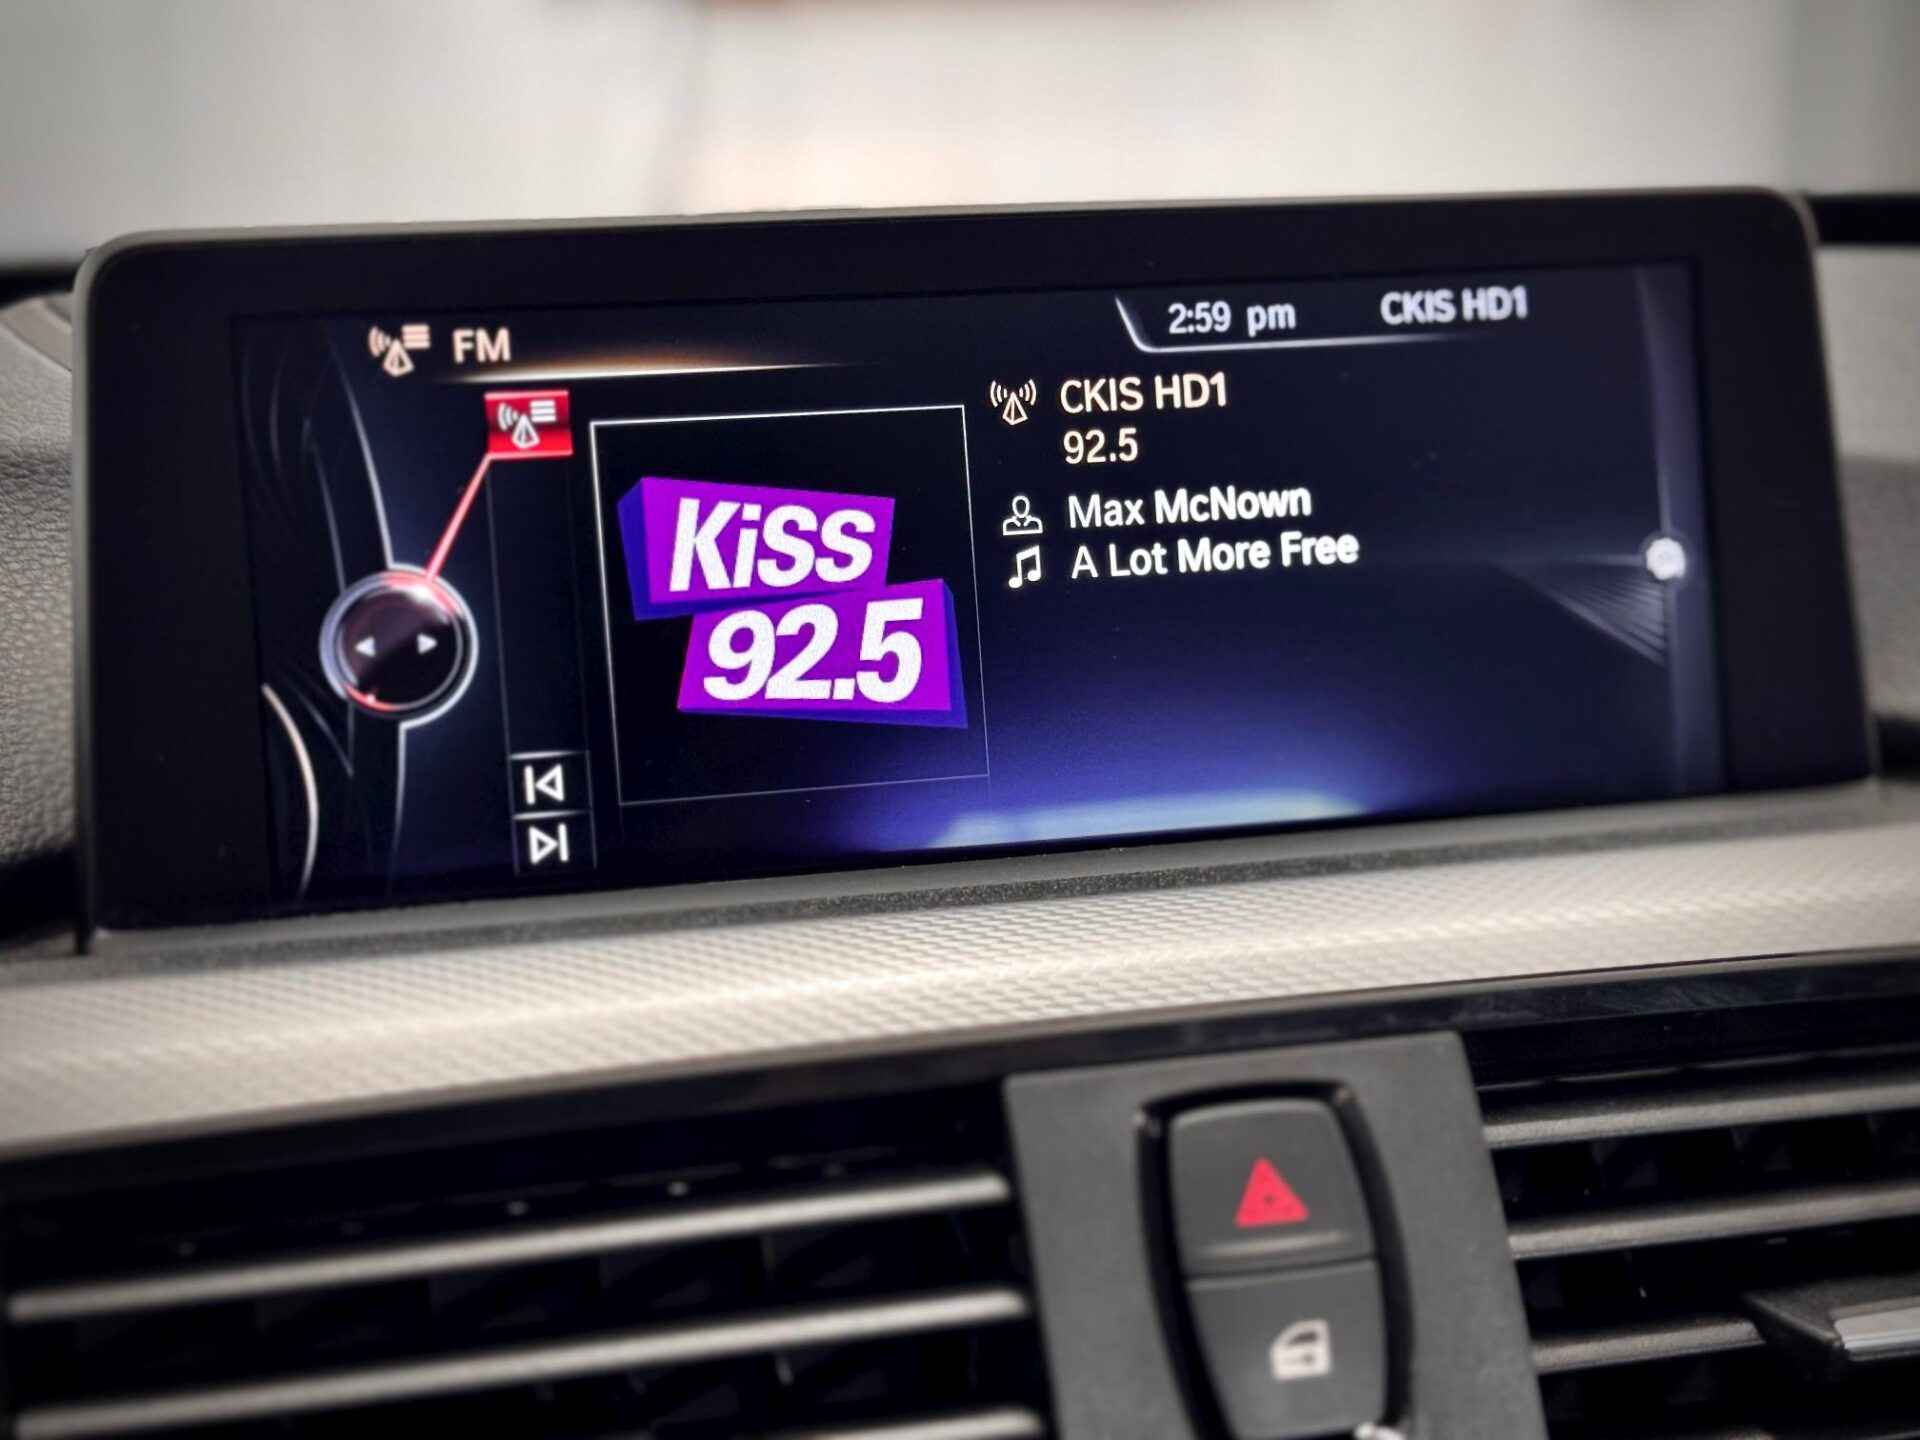 FM
2:59 pm
CKIS HD1
CKIS HD1
92.5
KiSS
92.5
Max McNown
A Lot More Free